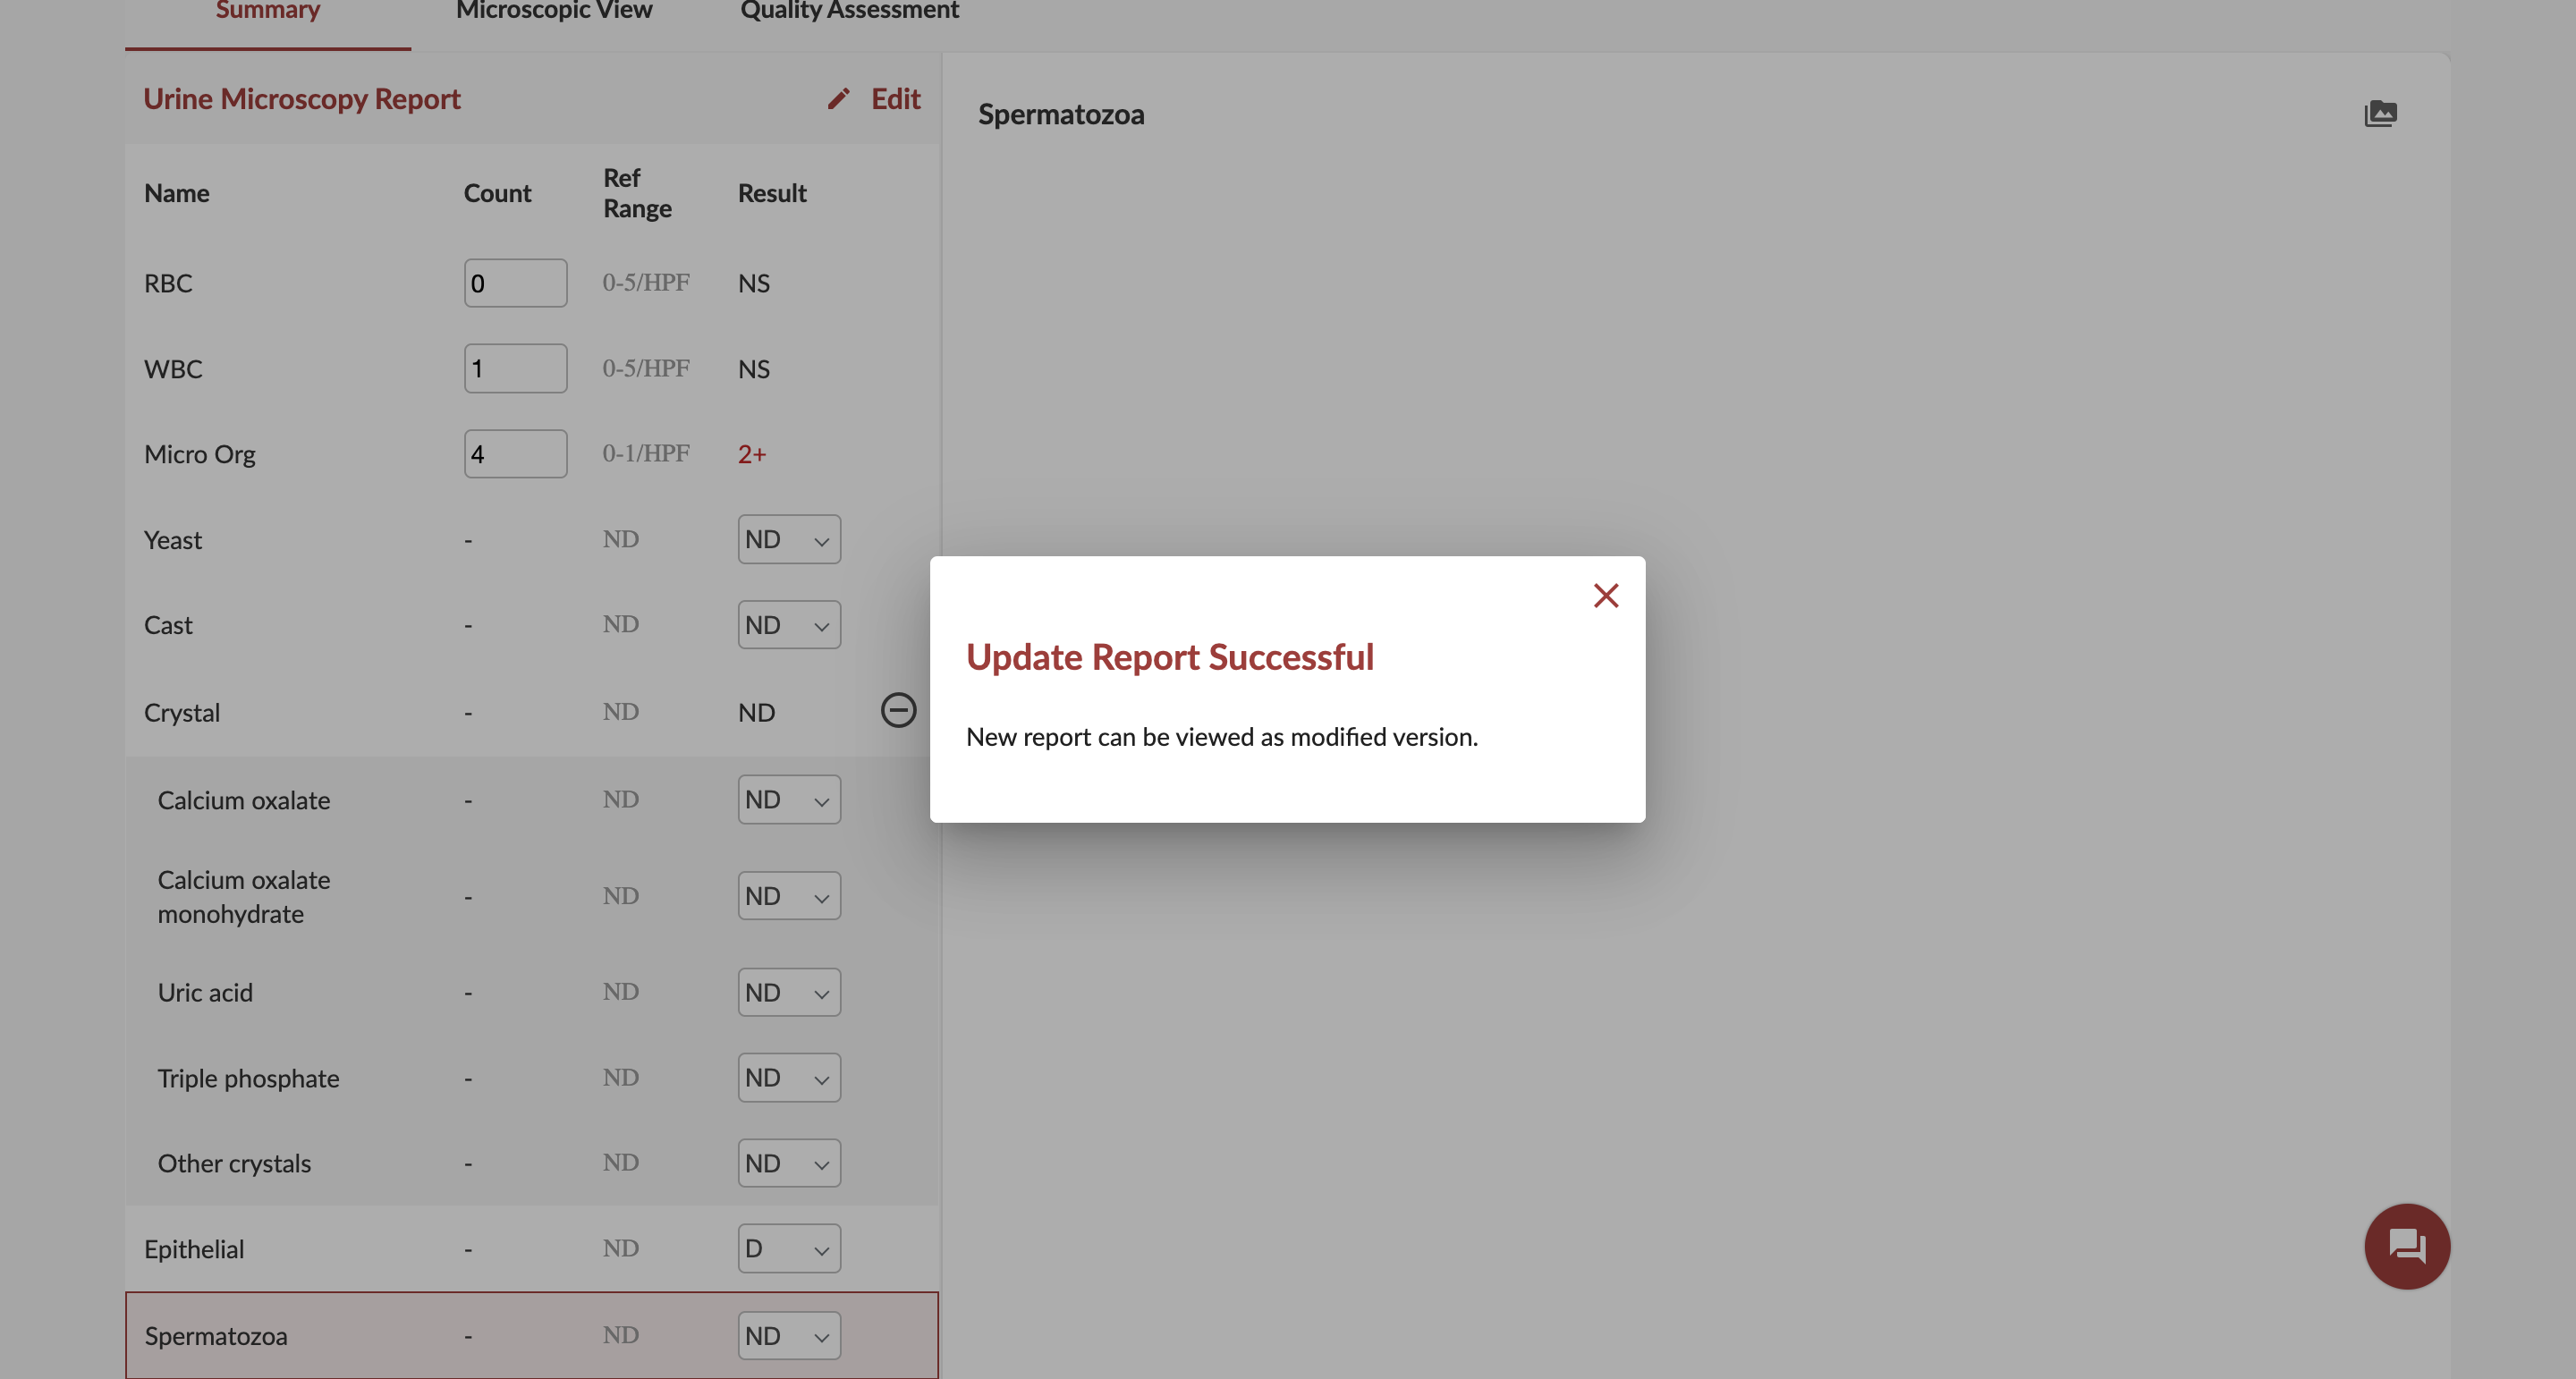 Summary Microscopic View Quality Assessment
Urine Microscopy Report Edit
Name Count Ref Range Result
RBC 0 0-5/HPF NS
WBC 1 0-5/HPF NS
Micro Org 4 0-1/HPF 2+
Yeast - ND ND
Cast - ND ND
Crystal - ND ND
Calcium oxalate - ND ND
Calcium oxalate monohydrate - ND ND
Uric acid - ND ND
Triple phosphate - ND ND
Other crystals - ND ND
Epithelial - ND D
Spermatozoa - ND ND
Spermatozoa
Update Report Successful
New report can be viewed as modified version.